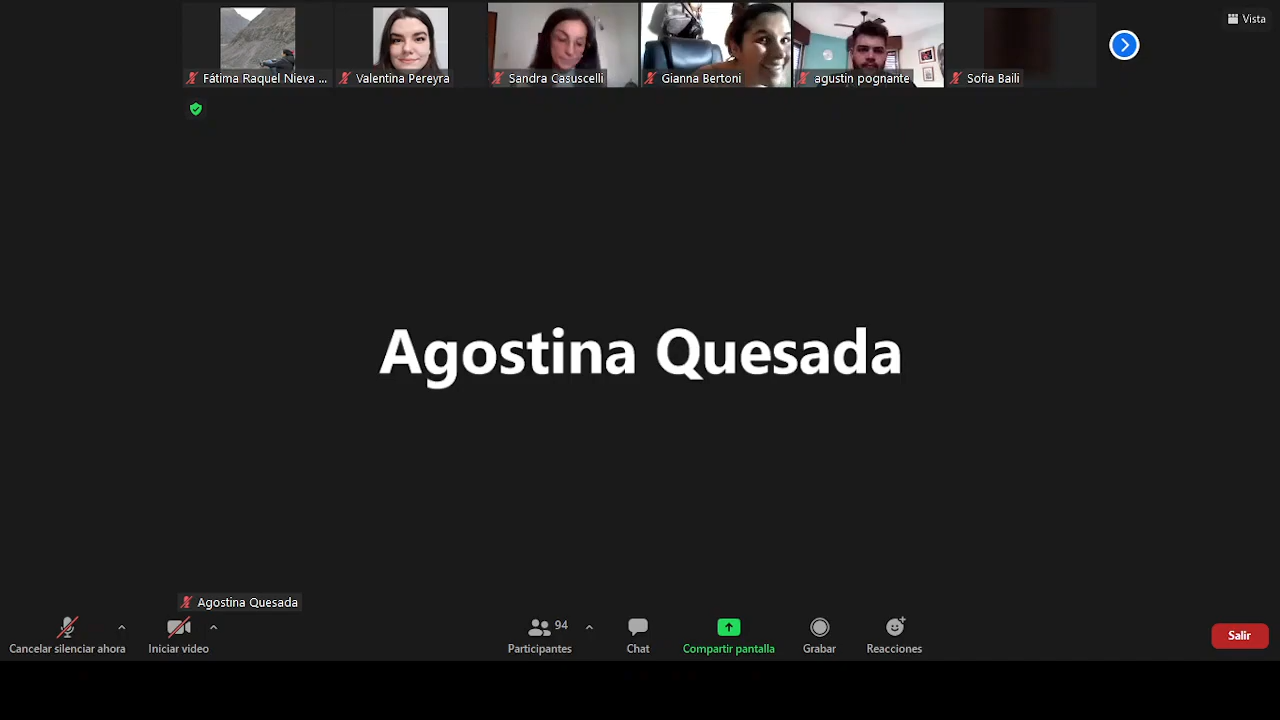 Vista
Fátima Raquel Nieva ...
Valentina Pereyra
Sandra Casuscelli
Gianna Bertoni
agustin pognante
Sofia Baili
Agostina Quesada
Agostina Quesada
94
Cancelar silenciar ahora
Iniciar video
Participantes
Chat
Compartir pantalla
Grabar
Reacciones
Salir